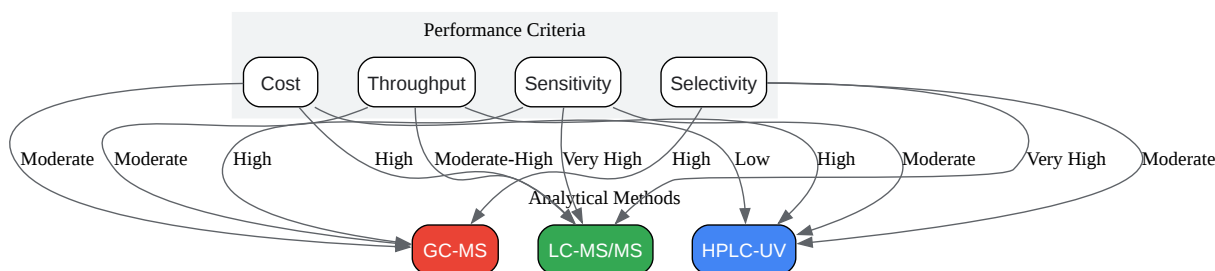 Performance Criteria
Cost
Throughput
Sensitivity
Selectivity
Moderate
Moderate
High
High
Moderate-High
Very High
High
Low
High
Moderate
Very High
Moderate
Analytical Methods
GC-MS
LC-MS/MS
HPLC-UV